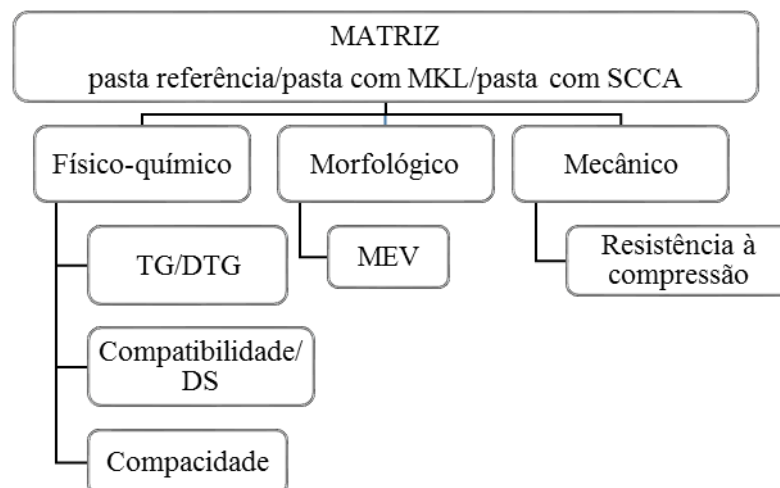 MATRIZ
pasta referência/pasta com MKL/pasta com SCCA
Físico-químico
Morfológico
Mecânico
TG/DTG
MEV
Resistência à
compressão
Compatibilidade/
DS
Compacidade